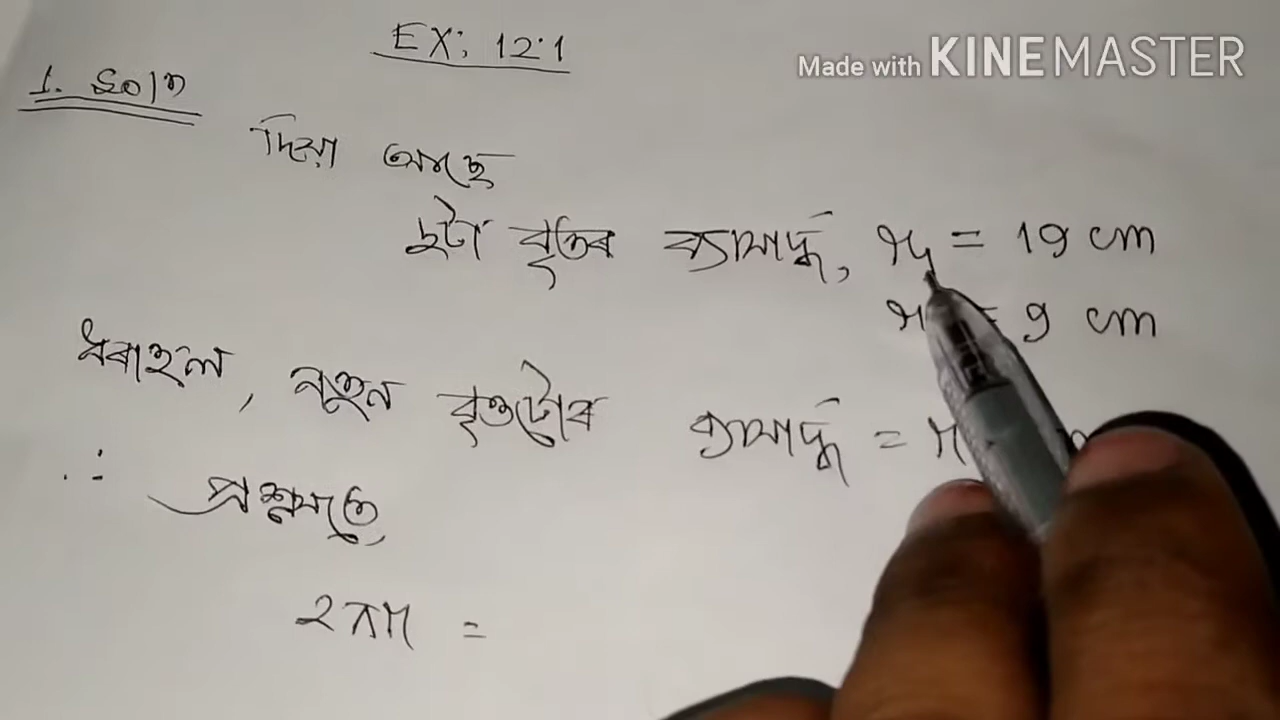 EX: 12.1
Made with KINEMASTER
1. Soln
দিয়া আছে
দুটা বৃত্তৰ ব্যাসাৰ্দ্ধ, r₁ = 19 cm
= 9 cm
ধৰাহল, নতুন বৃত্তটোৰ ব্যাসাৰ্দ্ধ = r
∴ প্ৰশ্নমতে
2πr =